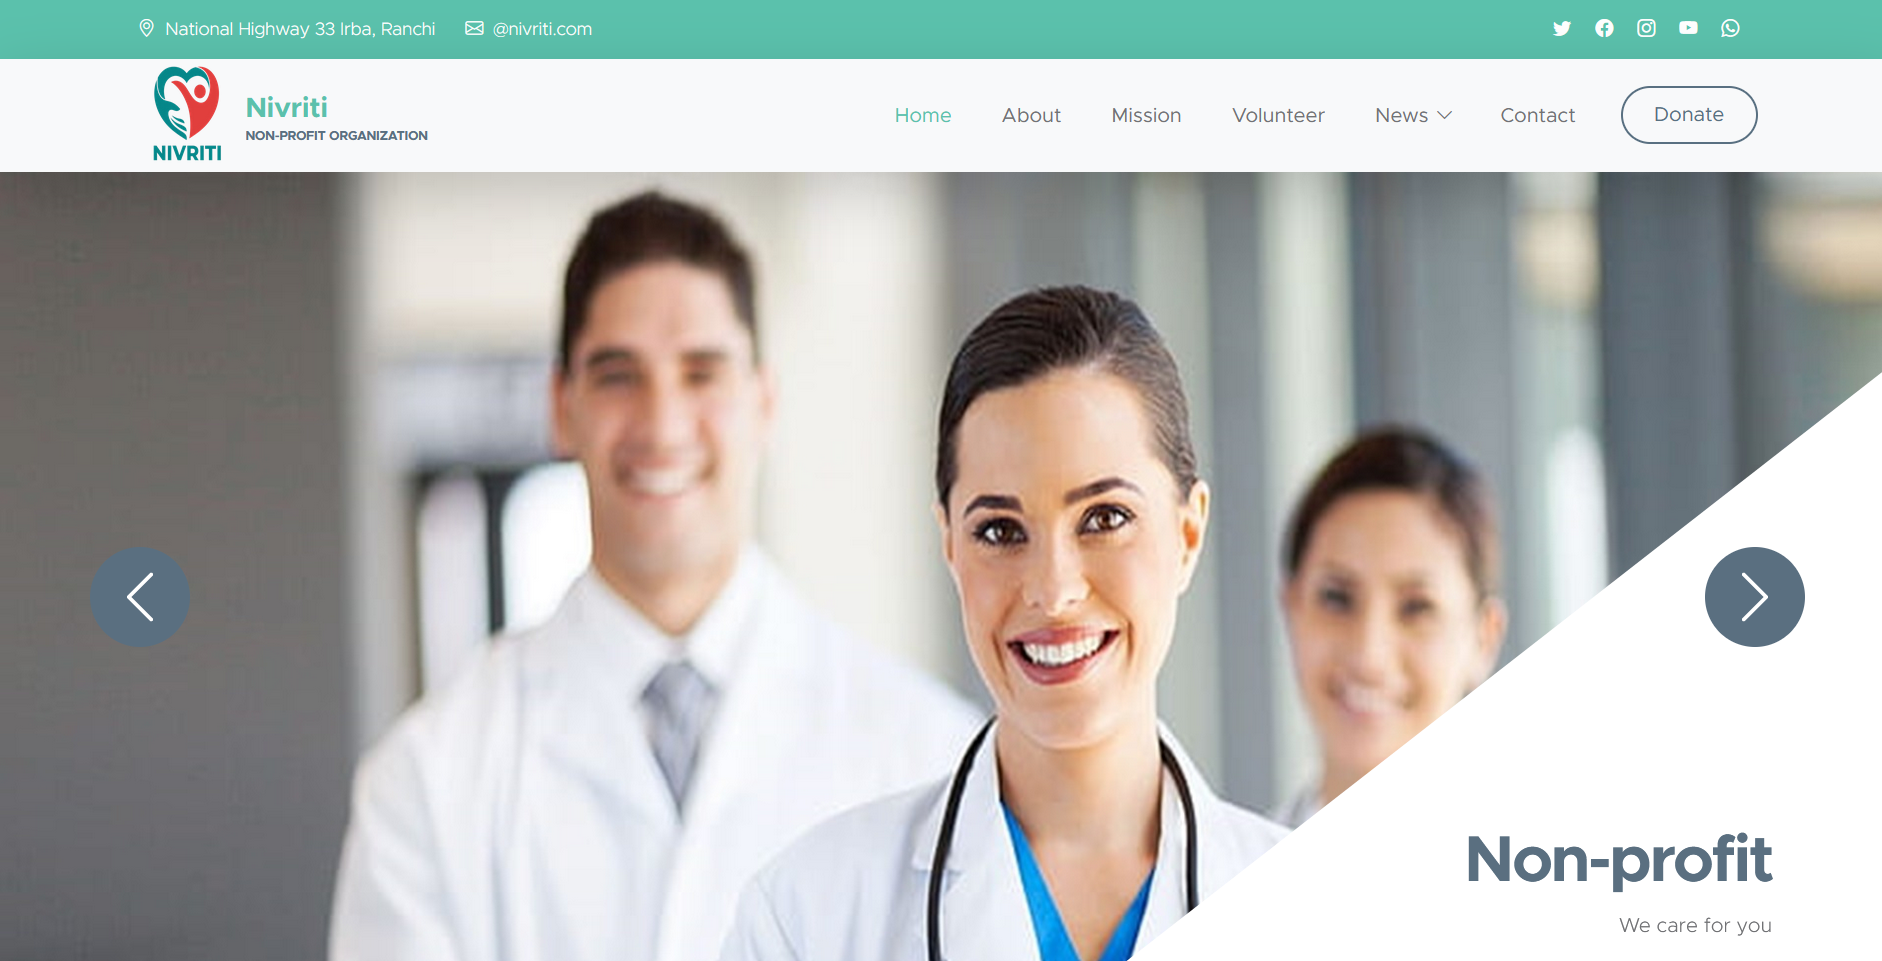 National Highway 33 Irba, Ranchi @nivriti.com
NIVRITI
Nivriti
NON-PROFIT ORGANIZATION
Home About Mission Volunteer News Contact Donate
Non-profit
We care for you